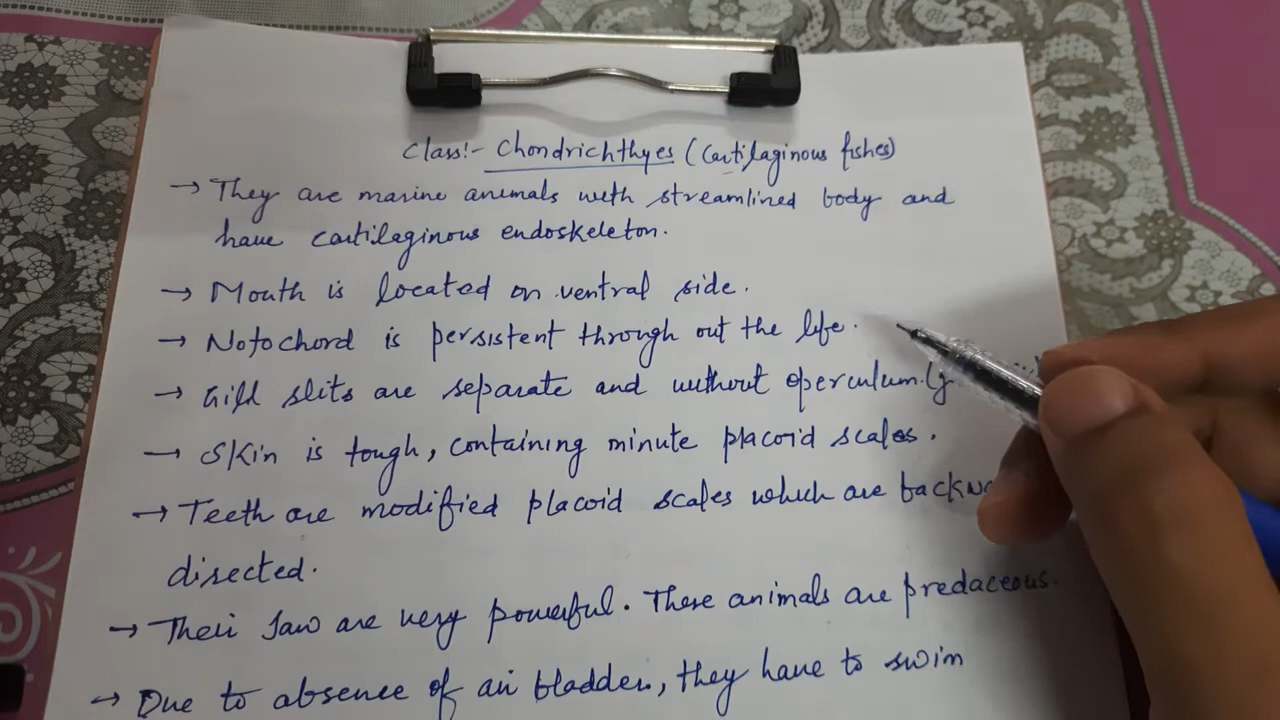 Class:- Chondrichthyes (Cartilaginous fishes)
→ They are marine animals with streamlined body and
have cartilaginous endoskeleton.
→ Mouth is located on ventral side.
→ Notochord is persistent through out the life.
→ Gill slits are separate and without operculum.
→ Skin is tough, containing minute placoid scales.
→ Teeth are modified placoid scales which are
directed.
→ Their Jaw are very powerful. These animals are predaceous.
→ Due to absence of air bladder, they have to swim